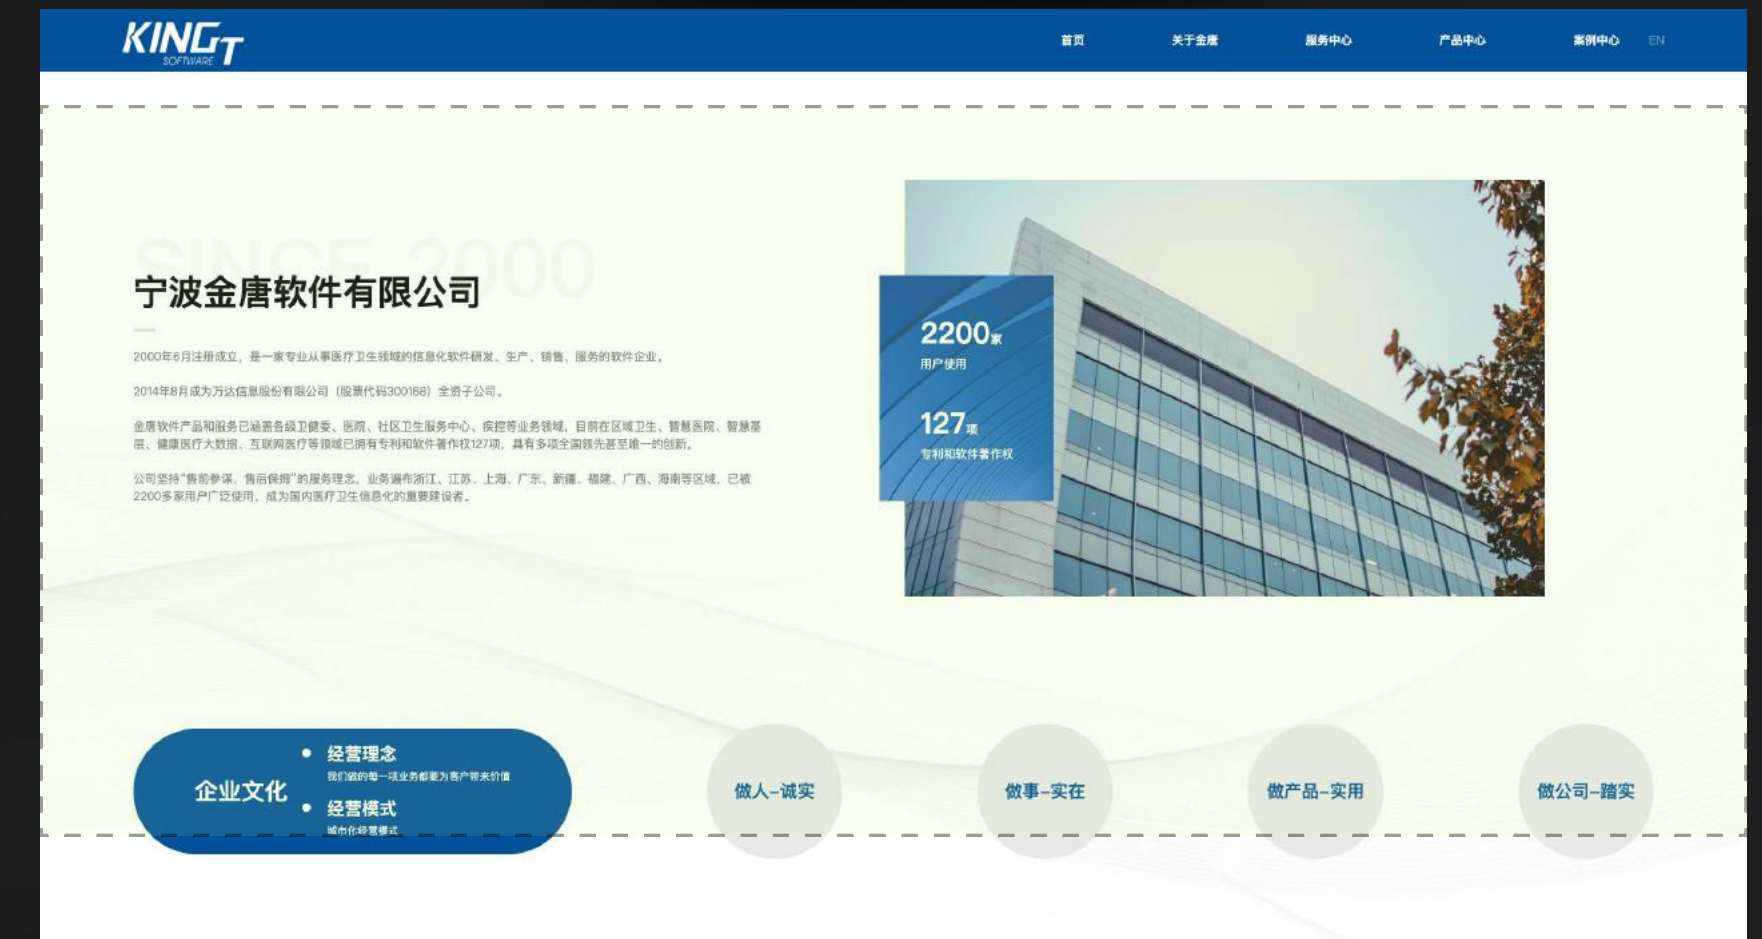 KINGT
SOFTWARE
首页
关于金唐
服务中心
产品中心
案例中心
EN
SINCE 2000
宁波金唐软件有限公司
2000年6月注册成立，是一家专业从事医疗卫生领域的信息化软件研发、生产、销售、服务的软件企业。
2014年8月成为万达信息股份有限公司（股票代码300168）全资子公司。
金唐软件产品和服务已涵盖各级卫健委、医院、社区卫生服务中心、疾控等业务领域，目前在区域卫生、智慧医院、智慧基
层、健康医疗大数据、互联网医疗等领域已拥有专利和软件著作权127项，具有多项全国领先甚至唯一的创新。
公司坚持“售前参谋、售后保姆”的服务理念，业务遍布浙江、江苏、上海、广东、新疆、福建、广西、海南等区域，已被
2200多家用户广泛使用，成为国内医疗卫生信息化的重要建设者。
2200家
用户使用
127项
专利和软件著作权
企业文化
经营理念
我们做的每一项业务都要为客户带来价值
经营模式
城市化经营模式
做人–诚实
做事–实在
做产品–实用
做公司–踏实